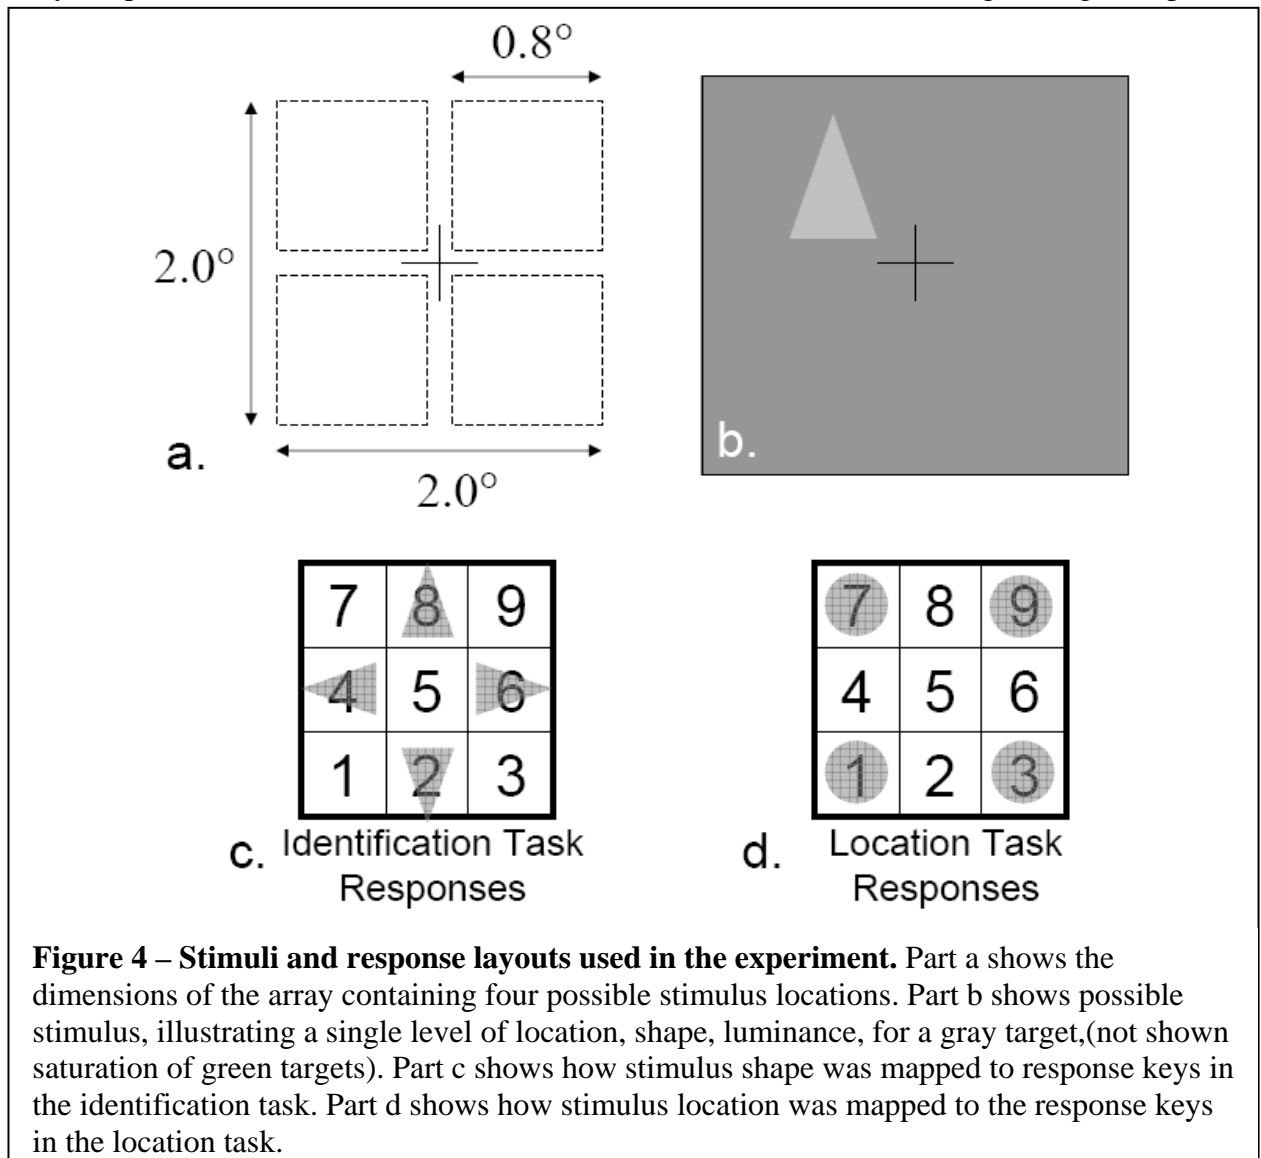 0.8°
2.0°
a.
2.0°
b.
7 8 9
4 5 6
1 2 3
c. Identification Task
Responses
7 8 9
4 5 6
1 2 3
d. Location Task
Responses
Figure 4 – Stimuli and response layouts used in the experiment. Part a shows the
dimensions of the array containing four possible stimulus locations. Part b shows possible
stimulus, illustrating a single level of location, shape, luminance, for a gray target,(not shown
saturation of green targets). Part c shows how stimulus shape was mapped to response keys in
the identification task. Part d shows how stimulus location was mapped to the response keys
in the location task.